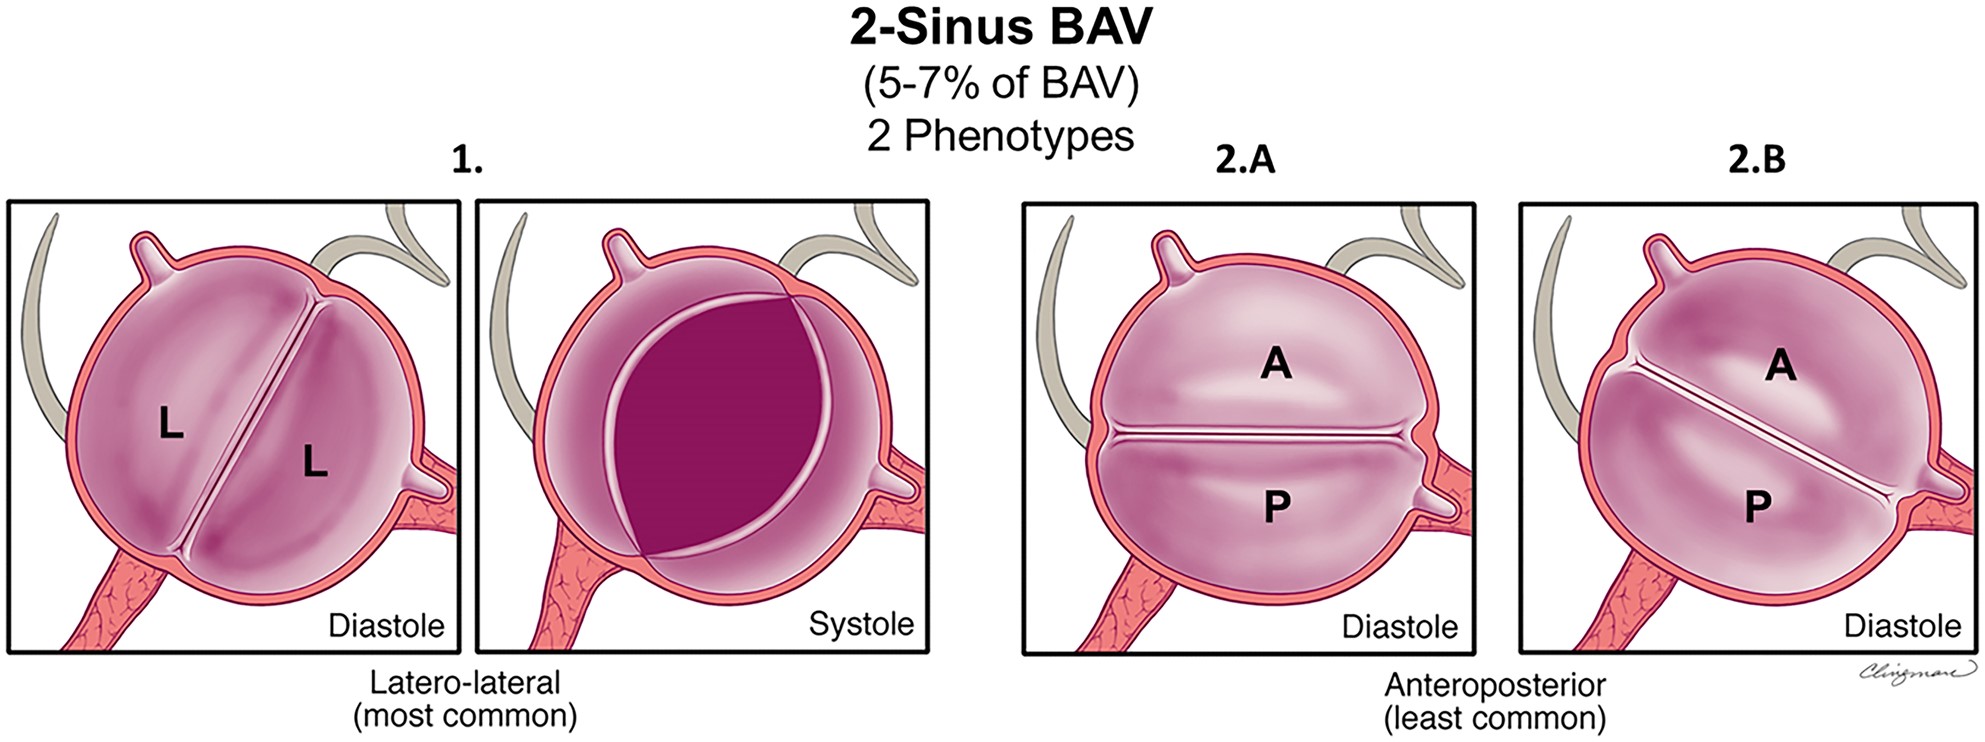 2-Sinus BAV
(5-7% of BAV)
2 Phenotypes
1.
2.A
2.B
L
L
Diastole
Systole
A
P
Diastole
A
P
Diastole
Latero-lateral
(most common)
Anteroposterior
(least common)
Clingman